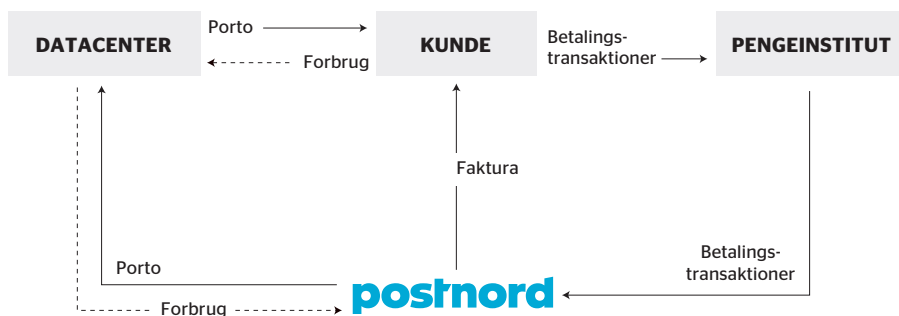 Porto
DATACENTER
Forbrug
KUNDE
Betalings-
transaktioner
PENGEINSTITUT
Faktura
Betalings-
transaktioner
Porto
postnord
Forbrug